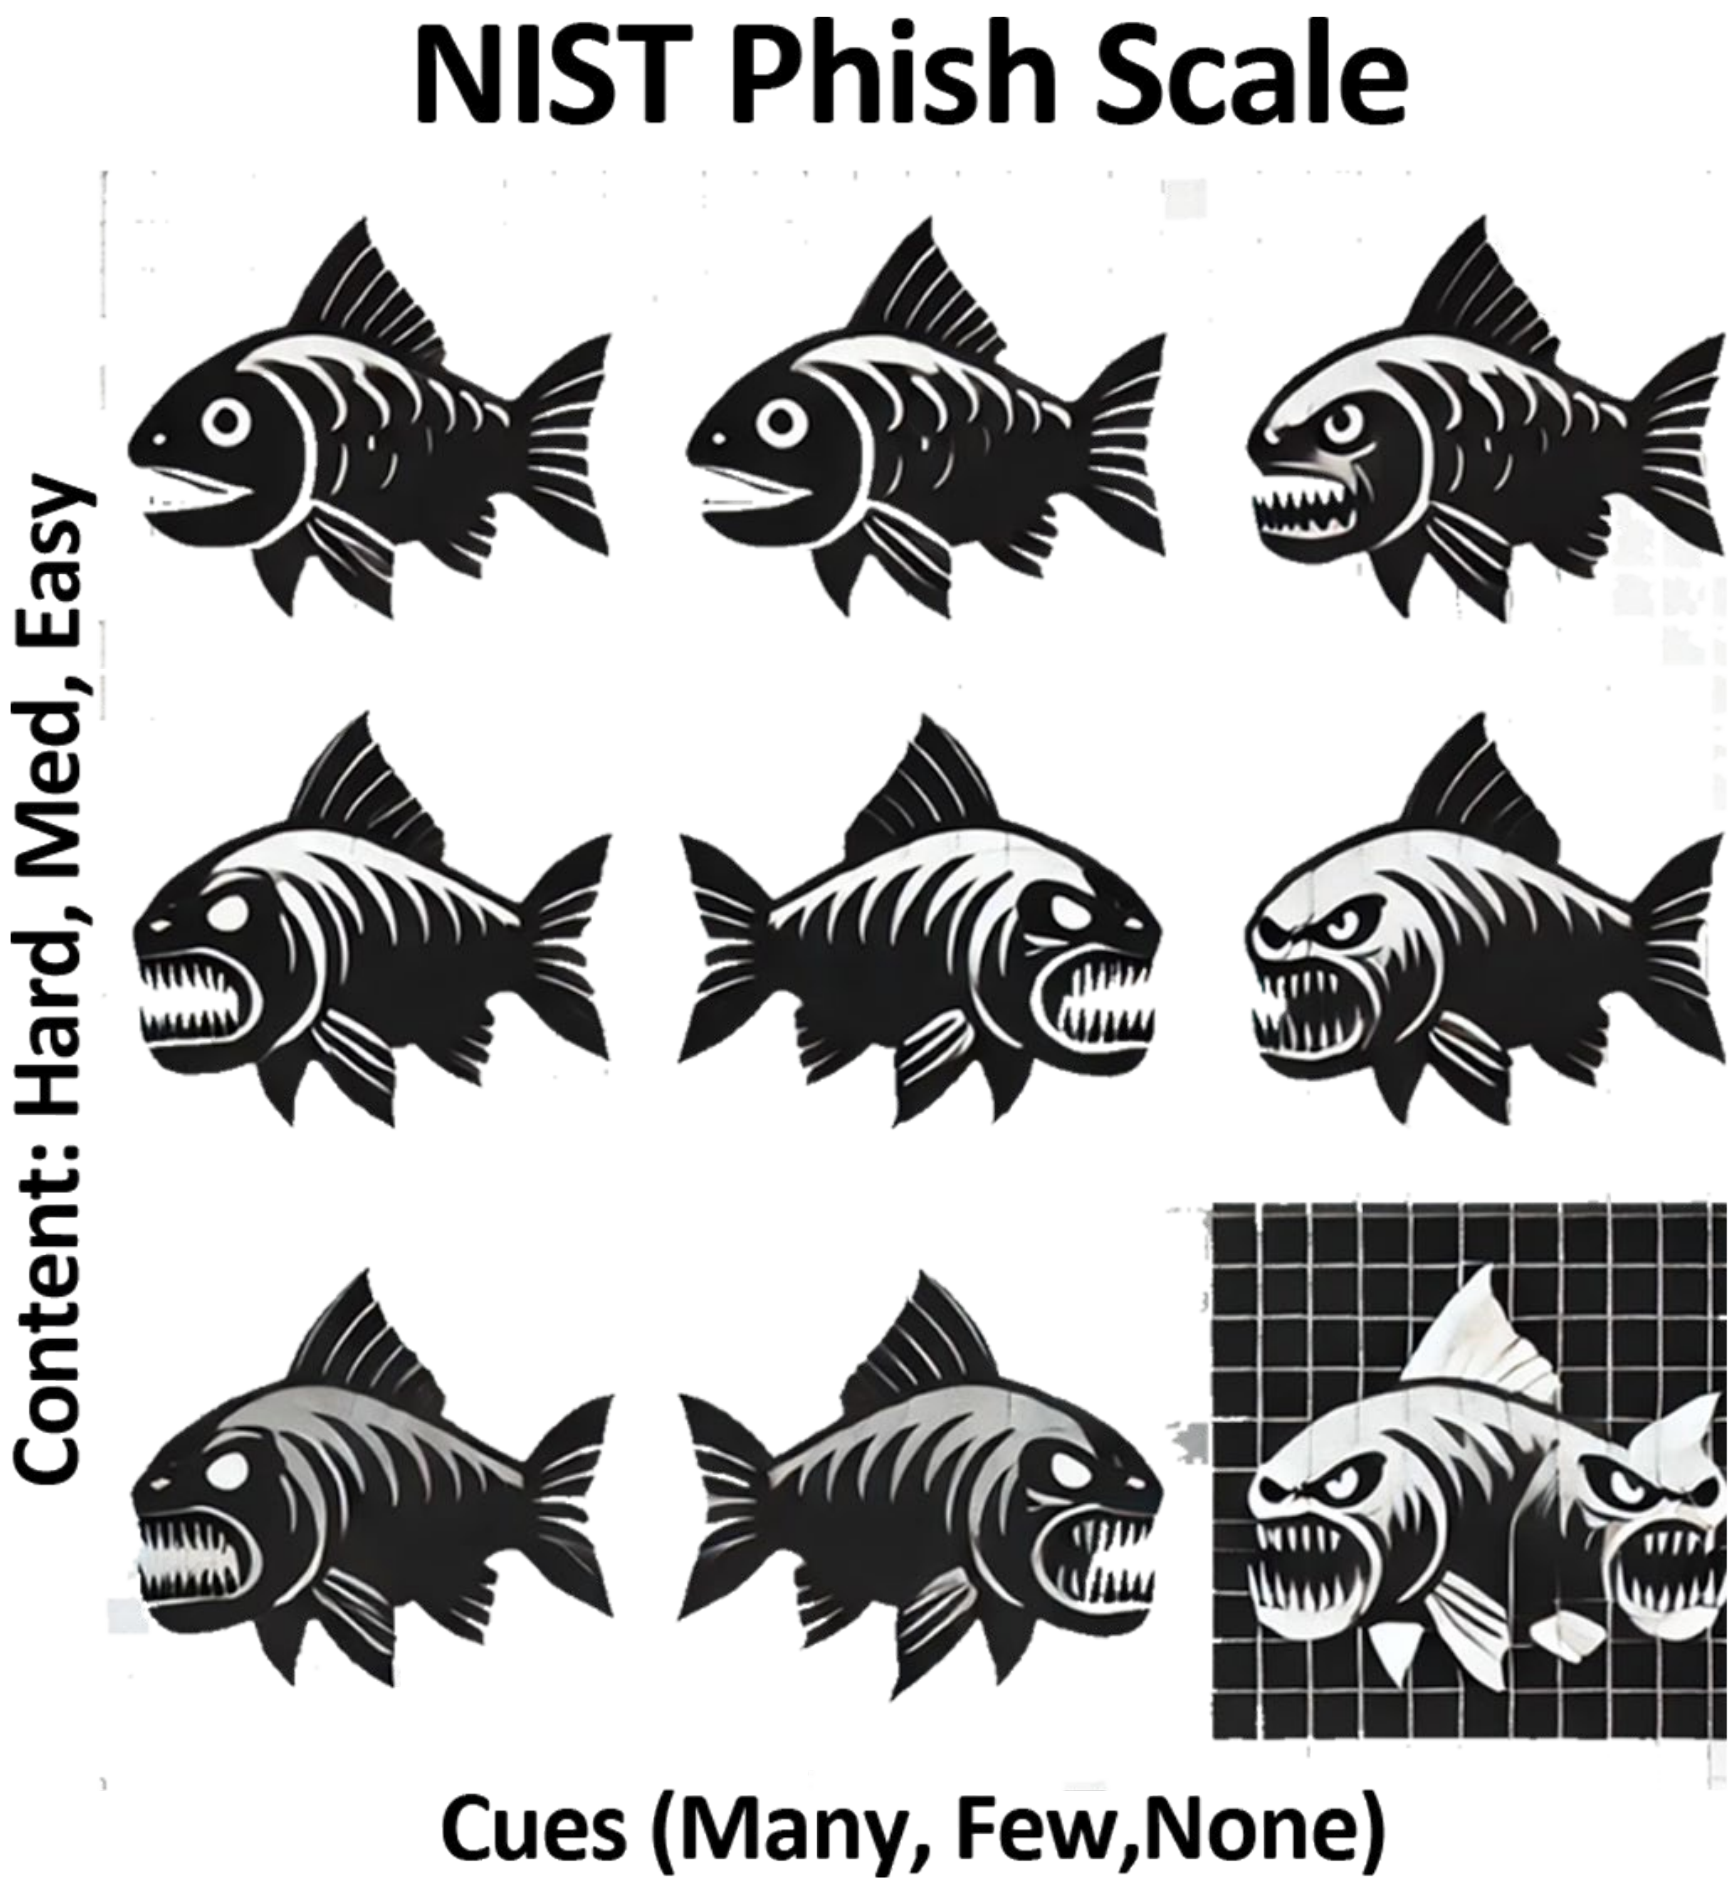 NIST Phish Scale
Content: Hard, Med, Easy
Cues (Many, Few,None)